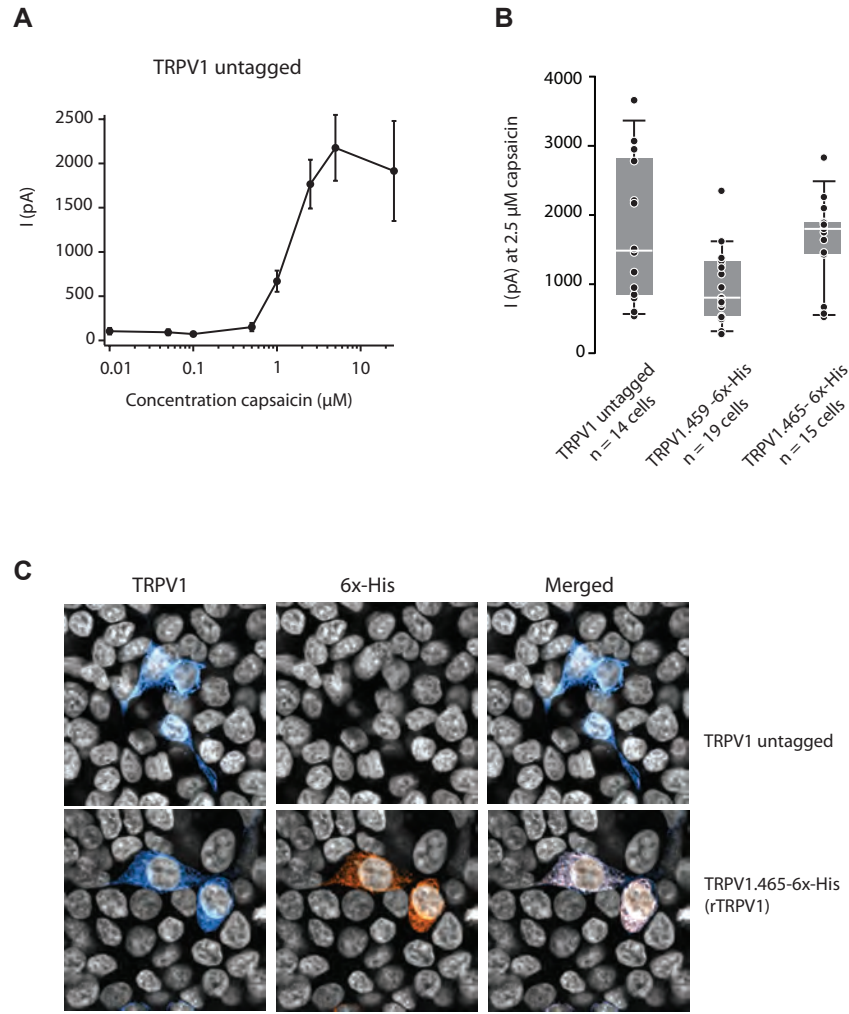 A
TRPV1 untagged
I (pA)
2500
2000
1500
1000
500
0
0.01
0.1
1
10
Concentration capsaicin (µM)
B
I (pA) at 2.5 µM capsaicin
4000
3000
2000
1000
0
TRPV1 untagged
n = 14 cells
TRPV1.459 -6x-His
n = 19 cells
TRPV1.465- 6x-His
n = 15 cells
C
TRPV1
6x-His
Merged
TRPV1 untagged
TRPV1.465-6x-His
(rTRPV1)